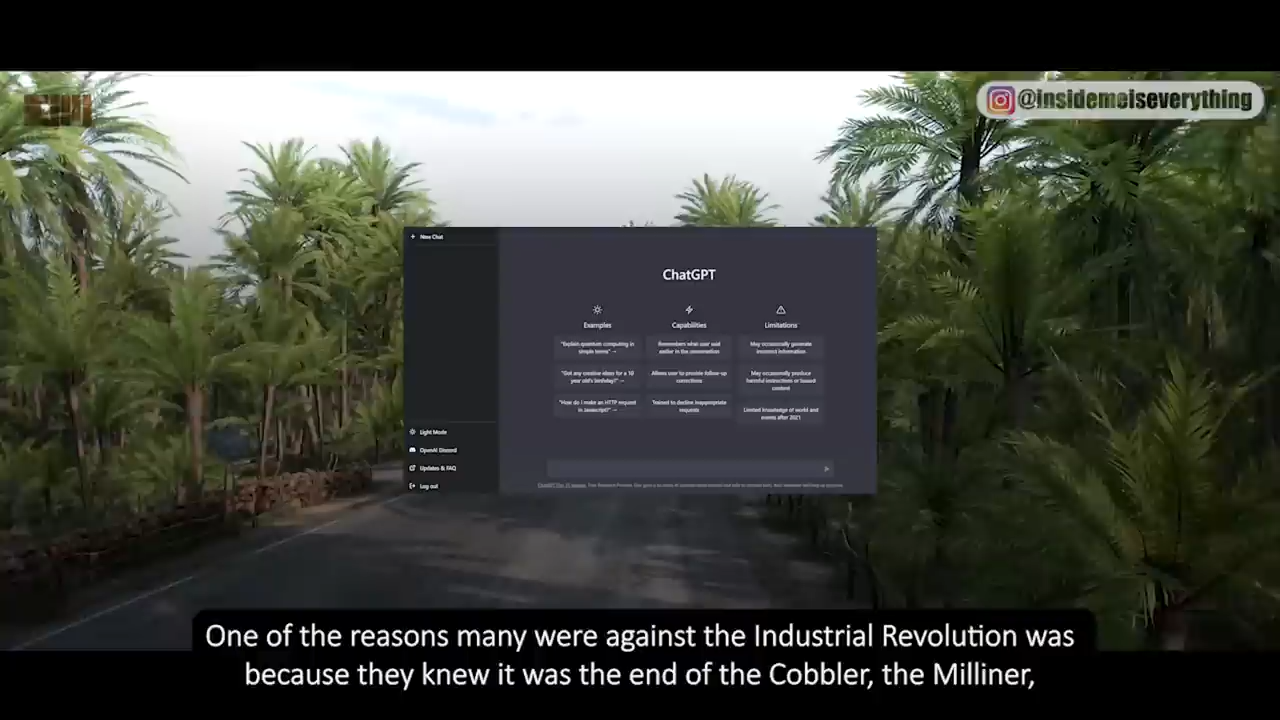 @insidemeiseverything
New Chat
ChatGPT
Examples
Capabilities
Limitations
"Explain quantum computing in
simple terms" →
Remembers what user said
earlier in the conversation
May occasionally generate
incorrect information
"Got any creative ideas for a 10
year old's birthday?" →
Allows user to provide follow-up
corrections
May occasionally produce
harmful instructions or biased
content
"How do I make an HTTP request
in Javascript?" →
Trained to decline inappropriate
requests
Limited knowledge of world and
events after 2021
Light Mode
OpenAI Discord
Updates & FAQ
Log out
One of the reasons many were against the Industrial Revolution was
because they knew it was the end of the Cobbler, the Milliner,